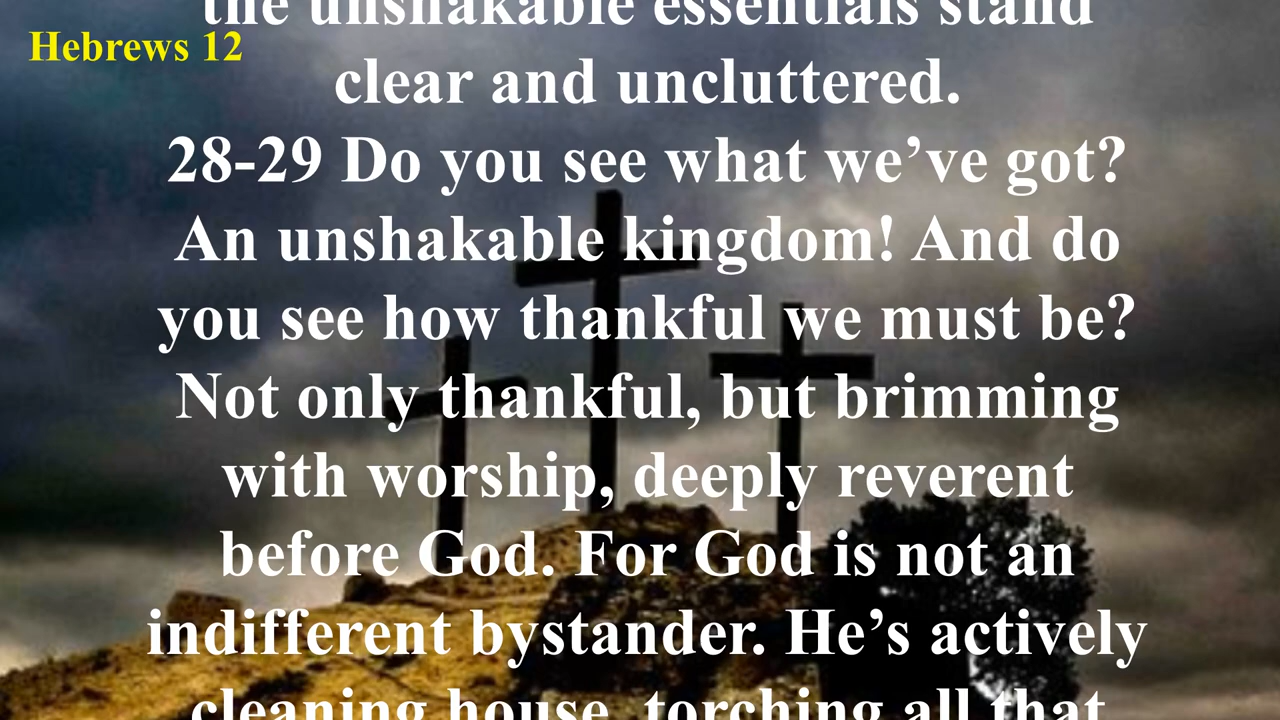 the unshakable essentials stand
Hebrews 12
clear and uncluttered.
28-29 Do you see what we’ve got?
An unshakable kingdom! And do
you see how thankful we must be?
Not only thankful, but brimming
with worship, deeply reverent
before God. For God is not an
indifferent bystander. He’s actively
cleaning house, torching all that